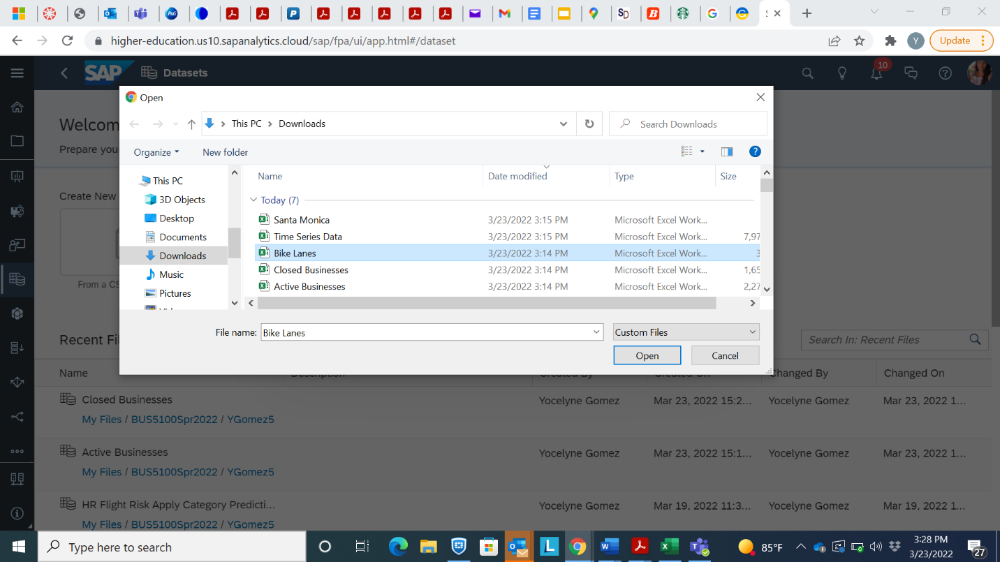 SD
B
G
S
higher-education.us10.sapanalytics.cloud/sap/fpa/ui/app.html#/dataset
Y
Update
SAP
Datasets
10
Open
Welcom
This PC
Downloads
Search Downloads
Prepare you
Organize
New folder
Name
Date modified
Type
Size
This PC
Create New
3D Objects
Today (7)
Desktop
Santa Monica
3/23/2022 3:15 PM
Microsoft Excel Work...
Documents
Time Series Data
3/23/2022 3:15 PM
Microsoft Excel Work...
7,97
Downloads
Bike Lanes
3/23/2022 3:14 PM
Microsoft Excel Work...
3
Music
Closed Businesses
3/23/2022 3:14 PM
Microsoft Excel Work...
1,65
From a CS
Pictures
Active Businesses
3/23/2022 3:14 PM
Microsoft Excel Work...
2,27
File name:
Bike Lanes
Custom Files
Recent Fi
Search In: Recent Files
Open
Cancel
Name
Description
Created By
Created On
Changed By
Changed On
Closed Businesses
Yocelyne Gomez
Mar 23, 2022 15:2...
Yocelyne Gomez
Mar 23, 2022 1...
My Files / BUS5100Spr2022 / YGomez5
Active Businesses
Yocelyne Gomez
Mar 23, 2022 15:1...
Yocelyne Gomez
Mar 23, 2022 1...
My Files / BUS5100Spr2022 / YGomez5
HR Flight Risk Apply Category Predicti...
Yocelyne Gomez
Mar 19, 2022 11:3...
Yocelyne Gomez
Mar 19, 2022 1...
My Files / BUS5100Spr2022 / YGomez5
Type here to search
L
85°F
3:28 PM
3/23/2022
27